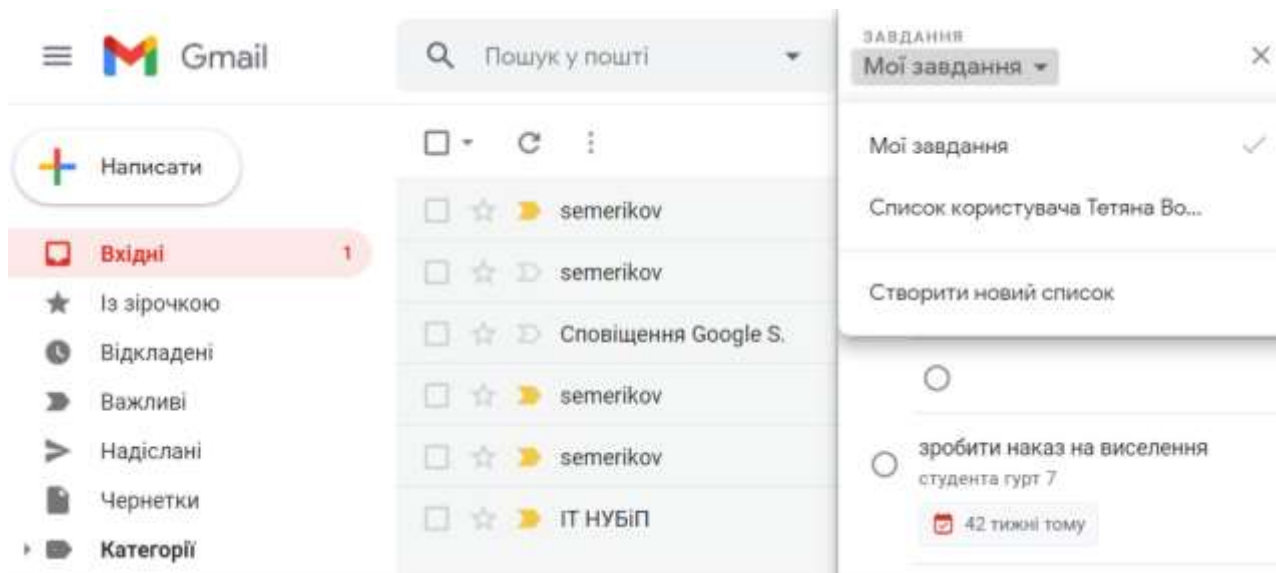 Gmail
Пошук у пошті
Написати
Вхідні 1
Із зірочкою
Відкладені
Важливі
Надіслані
Чернетки
Категорії
semerikov
semerikov
Сповіщення Google S.
semerikov
semerikov
ІТ НУБіП
ЗАВДАННЯ
Мої завдання
Мої завдання
Список користувача Тетяна Во...
Створити новий список
зробити наказ на виселення
студента гурт 7
42 тижні тому